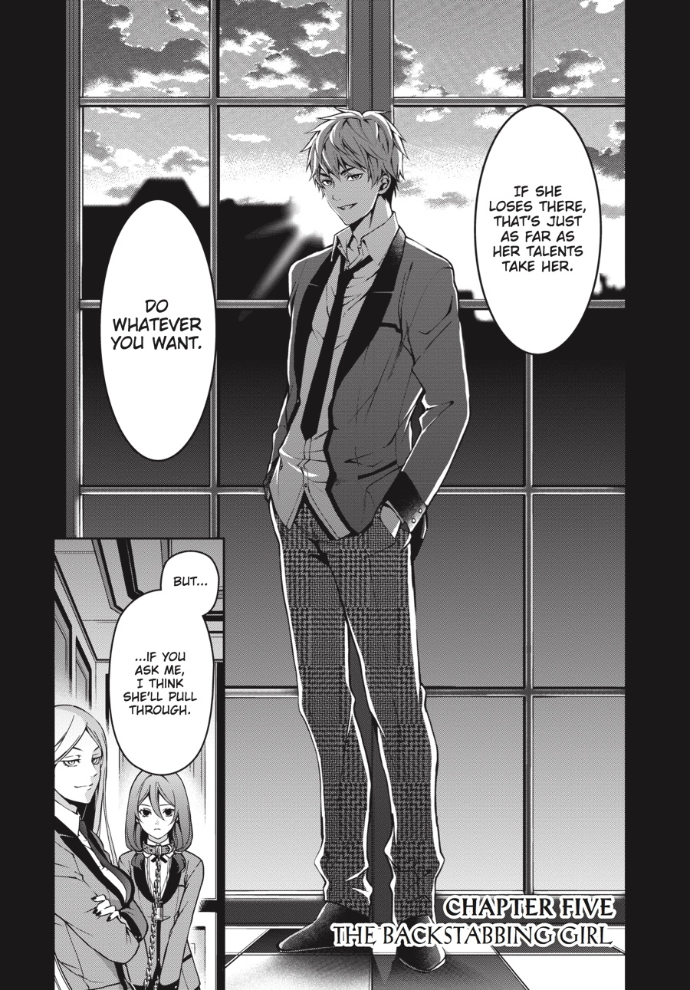 IF SHE
LOSES THERE,
THAT'S JUST
AS FAR AS
HER TALENTS
TAKE HER.
DO
WHATEVER
YOU WANT.
BUT...
...IF YOU
ASK ME,
I THINK
SHE'LL PULL
THROUGH.
CHAPTER FIVE
THE BACKSTABBING GIRL